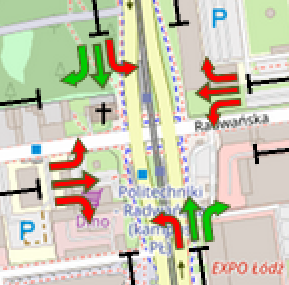 P
Radwańska
Politechniki
Radwańska
(kampus
PŁ)
Dino
P
EXPO Łódź